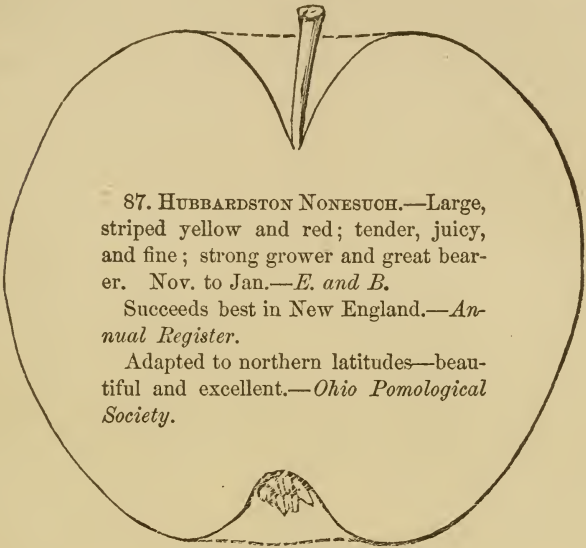 87. HUBBARDSTON NONESUCH.—Large,
striped yellow and red; tender, juicy,
and fine; strong grower and great bear-
er. Nov. to Jan.—E. and B.
Succeeds best in New England.—An-
nual Register.
Adapted to northern latitudes—beau-
tiful and excellent.—Ohio Pomological
Society.